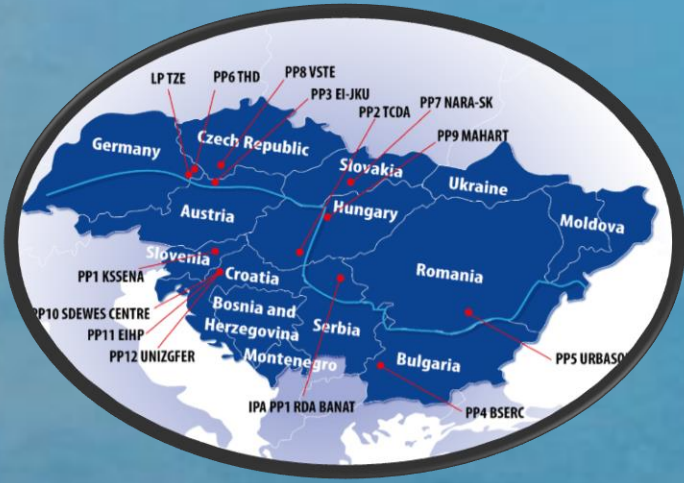 LP TZE
PP6 THD
PP8 VSTE
PP3 EI-JKU
PP2 TCDA
PP7 NARA-SK
PP9 MAHART
Germany
Czech Republic
Slovakia
Ukraine
Austria
Hungary
Moldova
Slovenia
PP1 KSSENA
Croatia
Romania
PP10 SDEWES CENTRE
PP11 EIHP
PP12 UNIZGFER
Bosnia and
Herzegovina
Serbia
Montenegro
Bulgaria
PP5 URBASO
IPA PP1 RDA BANAT
PP4 BSERC